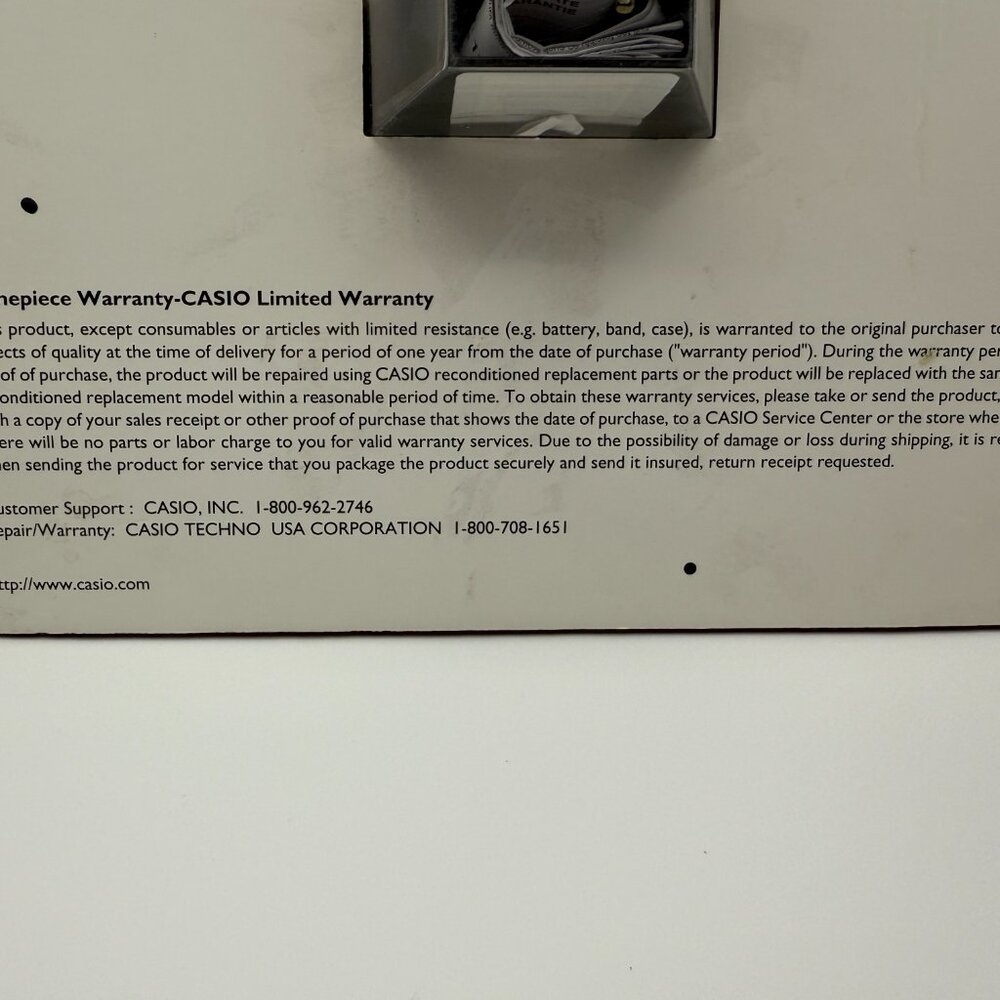 ANTIE
nepiece Warranty-CASIO Limited Warranty
s product, except consumables or articles with limited resistance (e.g. battery, band, case), is warranted to the original purchaser to
ects of quality at the time of delivery for a period of one year from the date of purchase ("warranty period"). During the warranty per
of of purchase, the product will be repaired using CASIO reconditioned replacement parts or the product will be replaced with the sam
onditioned replacement model within a reasonable period of time. To obtain these warranty services, please take or send the product,
h a copy of your sales receipt or other proof of purchase that shows the date of purchase, to a CASIO Service Center or the store whe
ere will be no parts or labor charge to you for valid warranty services. Due to the possibility of damage or loss during shipping, it is re
en sending the product for service that you package the product securely and send it insured, return receipt requested.
ustomer Support : CASIO, INC. 1-800-962-2746
epair/Warranty: CASIO TECHNO USA CORPORATION 1-800-708-1651
ttp://www.casio.com